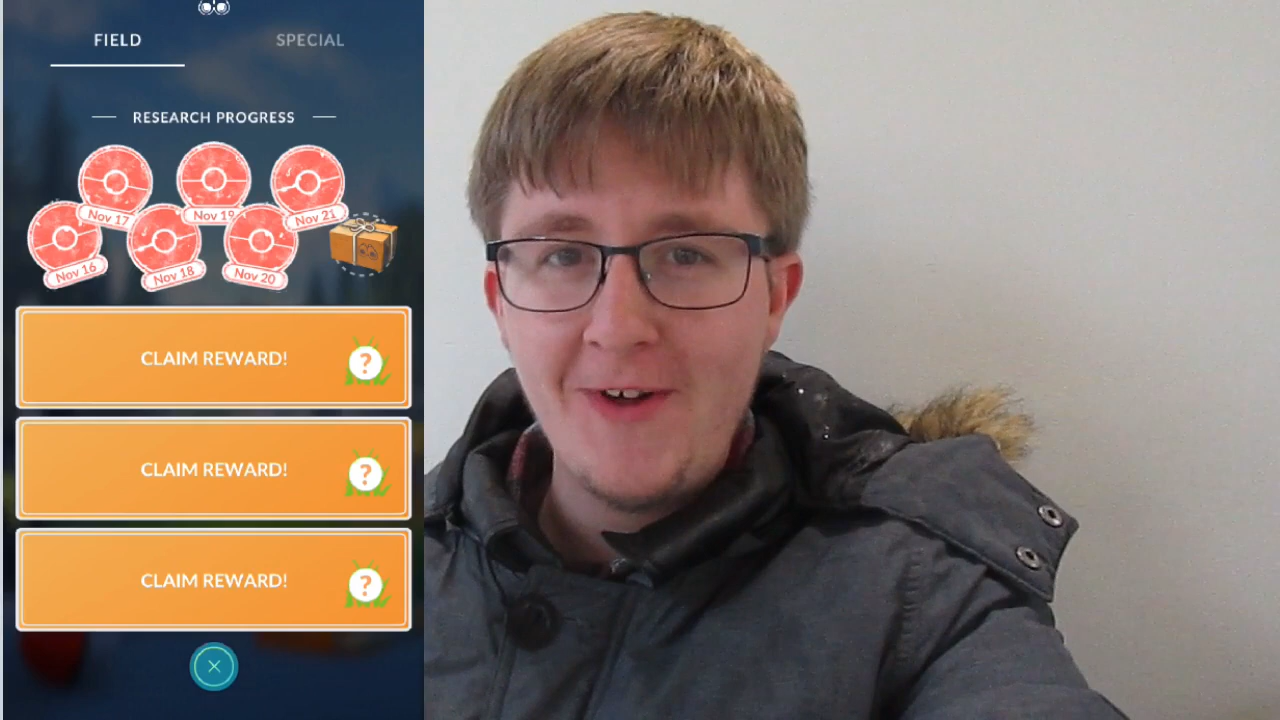 FIELD
SPECIAL
RESEARCH PROGRESS
Nov 17
Nov 19
Nov 21
Nov 16
Nov 18
Nov 20
CLAIM REWARD!
?
CLAIM REWARD!
?
CLAIM REWARD!
?